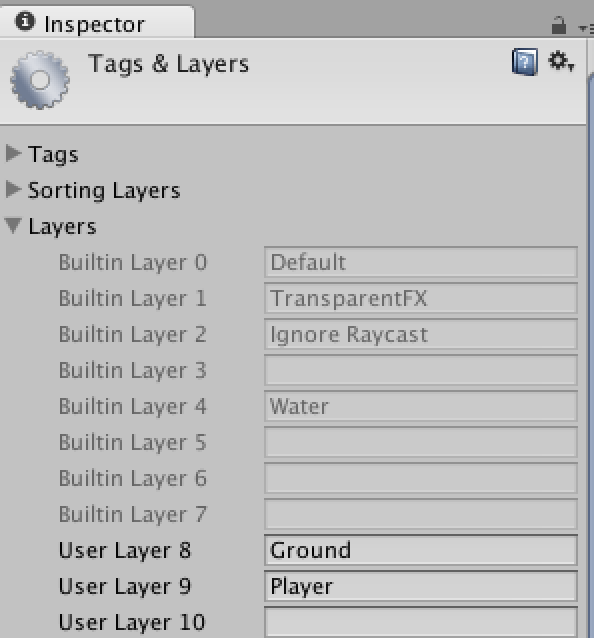 Inspector
Tags & Layers
Tags
Sorting Layers
Layers
Builtin Layer 0 Default
Builtin Layer 1 TransparentFX
Builtin Layer 2 Ignore Raycast
Builtin Layer 3
Builtin Layer 4 Water
Builtin Layer 5
Builtin Layer 6
Builtin Layer 7
User Layer 8 Ground
User Layer 9 Player
User Layer 10